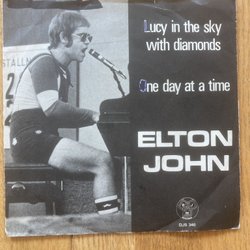 Lucy in the sky
with diamonds
One day at a time
ELTON
JOHN
DJS 340